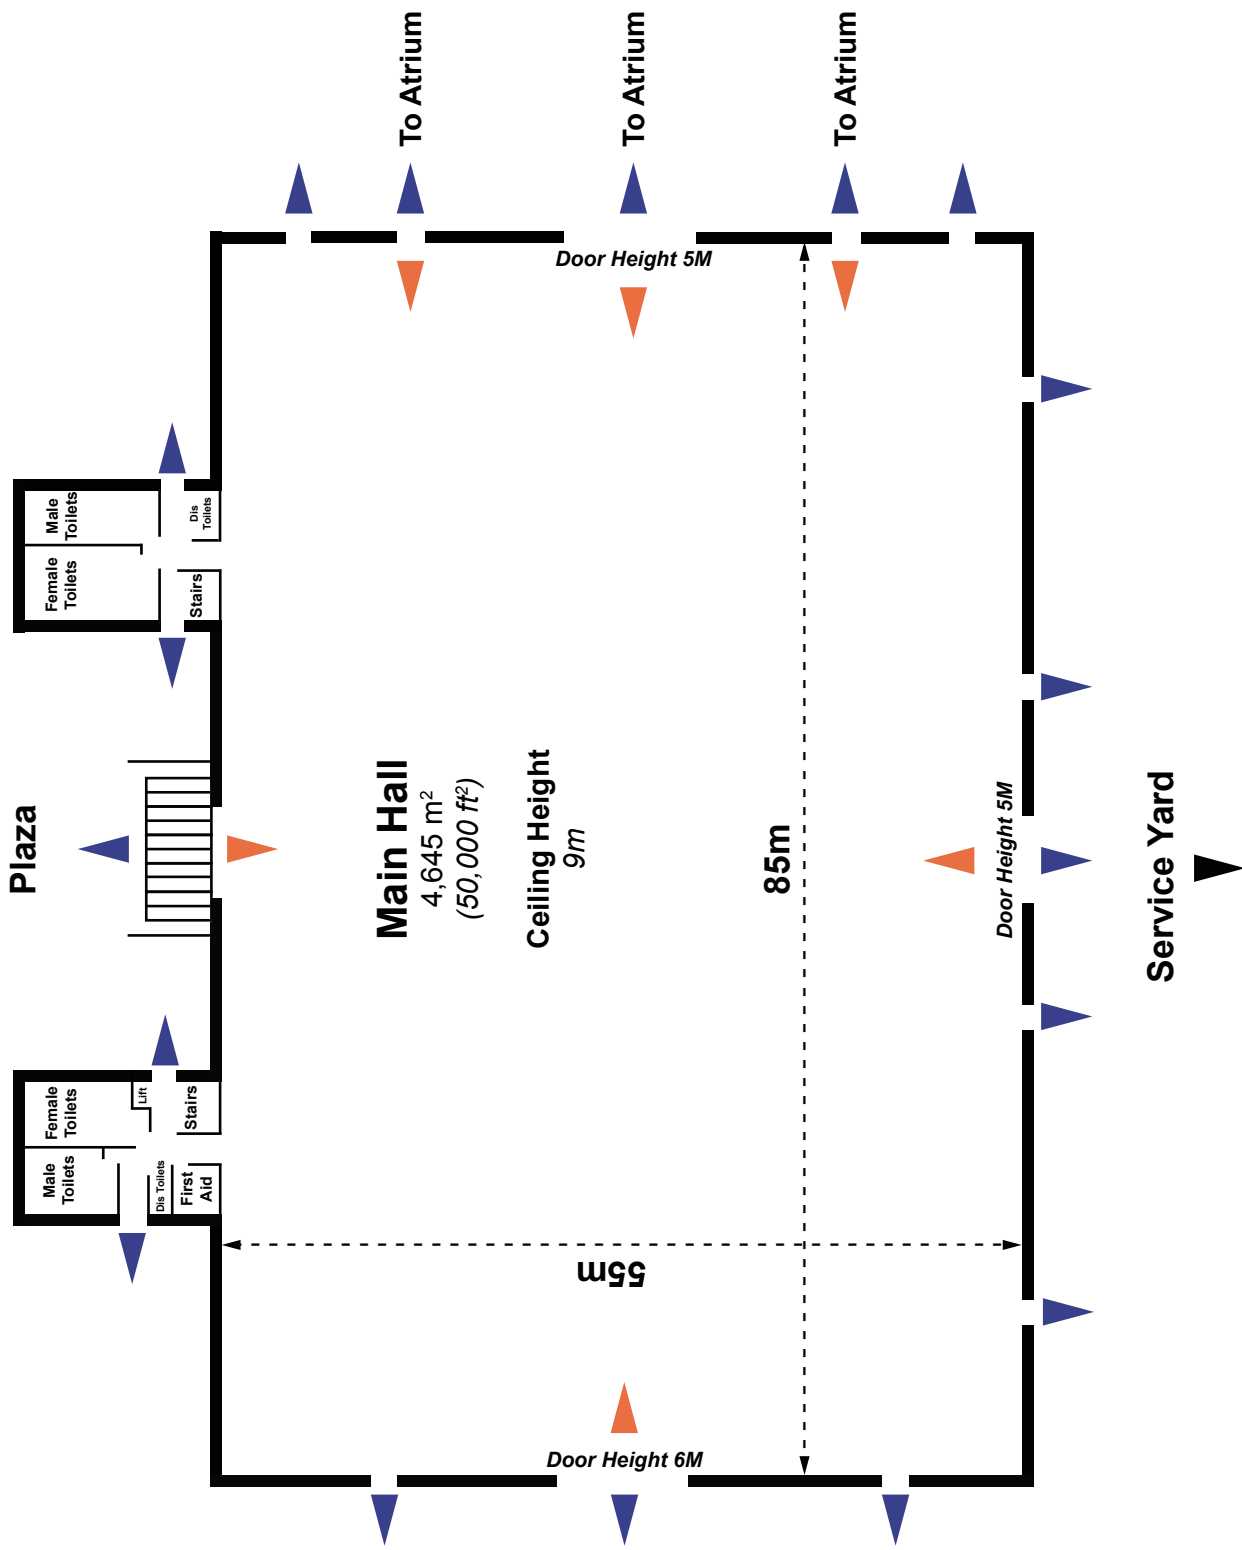 Plaza
Male
Toilets
Female
Toilets
Lift
Dis Toilets
First
Aid
Stairs
Female
Toilets
Male
Toilets
Stairs
Dis
Toilets
Main Hall
4,645 m²
(50,000 ft²)
Ceiling Height
9m
85m
55m
Door Height 6M
Door Height 5M
Door Height 5M
To Atrium
To Atrium
To Atrium
Service Yard